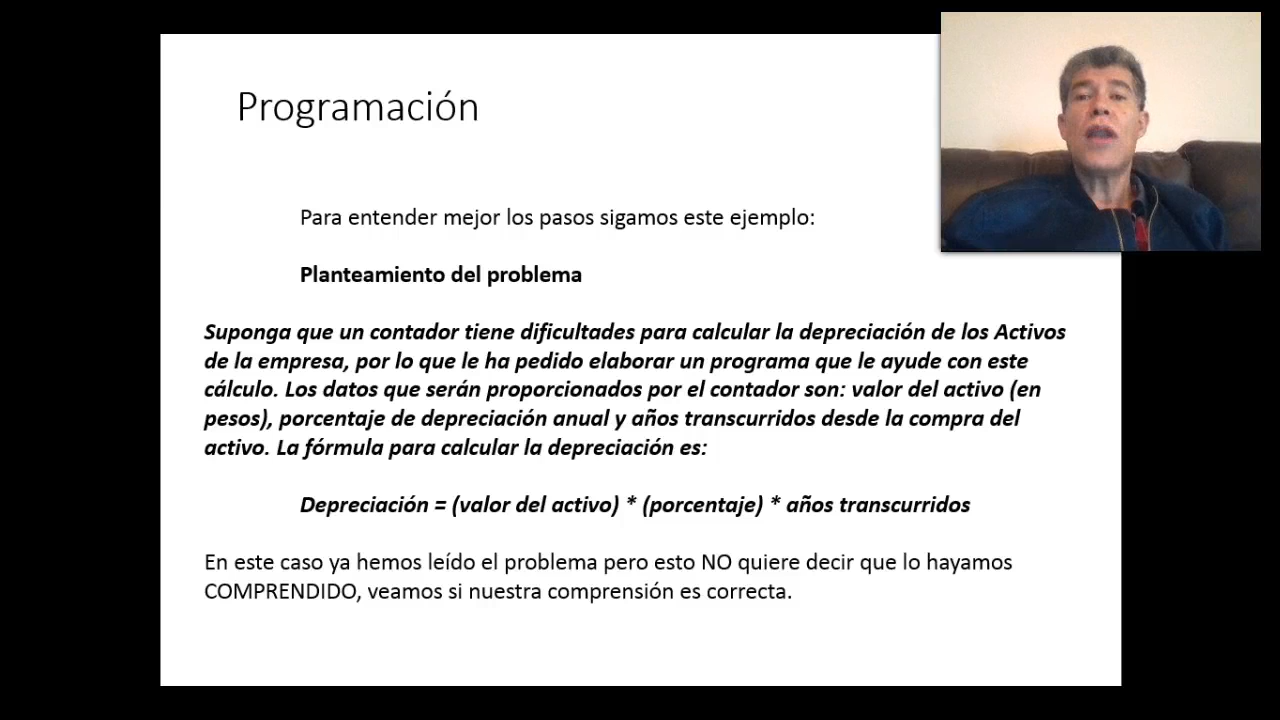 Programación
Para entender mejor los pasos sigamos este ejemplo:
Planteamiento del problema
Suponga que un contador tiene dificultades para calcular la depreciación de los Activos
de la empresa, por lo que le ha pedido elaborar un programa que le ayude con este
cálculo. Los datos que serán proporcionados por el contador son: valor del activo (en
pesos), porcentaje de depreciación anual y años transcurridos desde la compra del
activo. La fórmula para calcular la depreciación es:
Depreciación = (valor del activo) * (porcentaje) * años transcurridos
En este caso ya hemos leído el problema pero esto NO quiere decir que lo hayamos
COMPRENDIDO, veamos si nuestra comprensión es correcta.